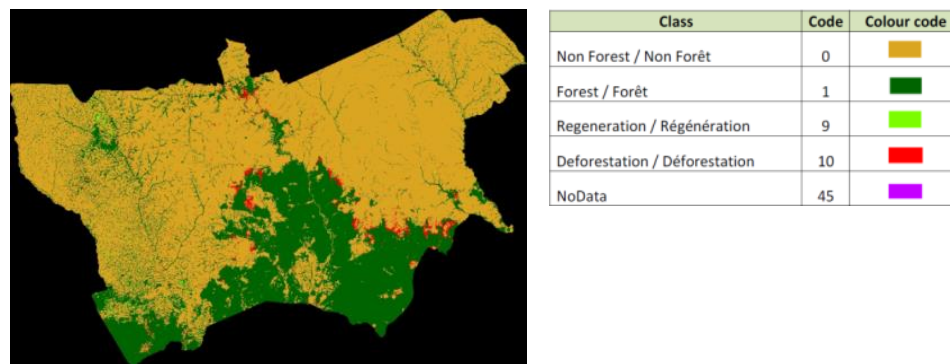 Class Code Colour code
Non Forest / Non Forêt 0
Forest / Forêt 1
Regeneration / Régénération 9
Deforestation / Déforestation 10
NoData 45